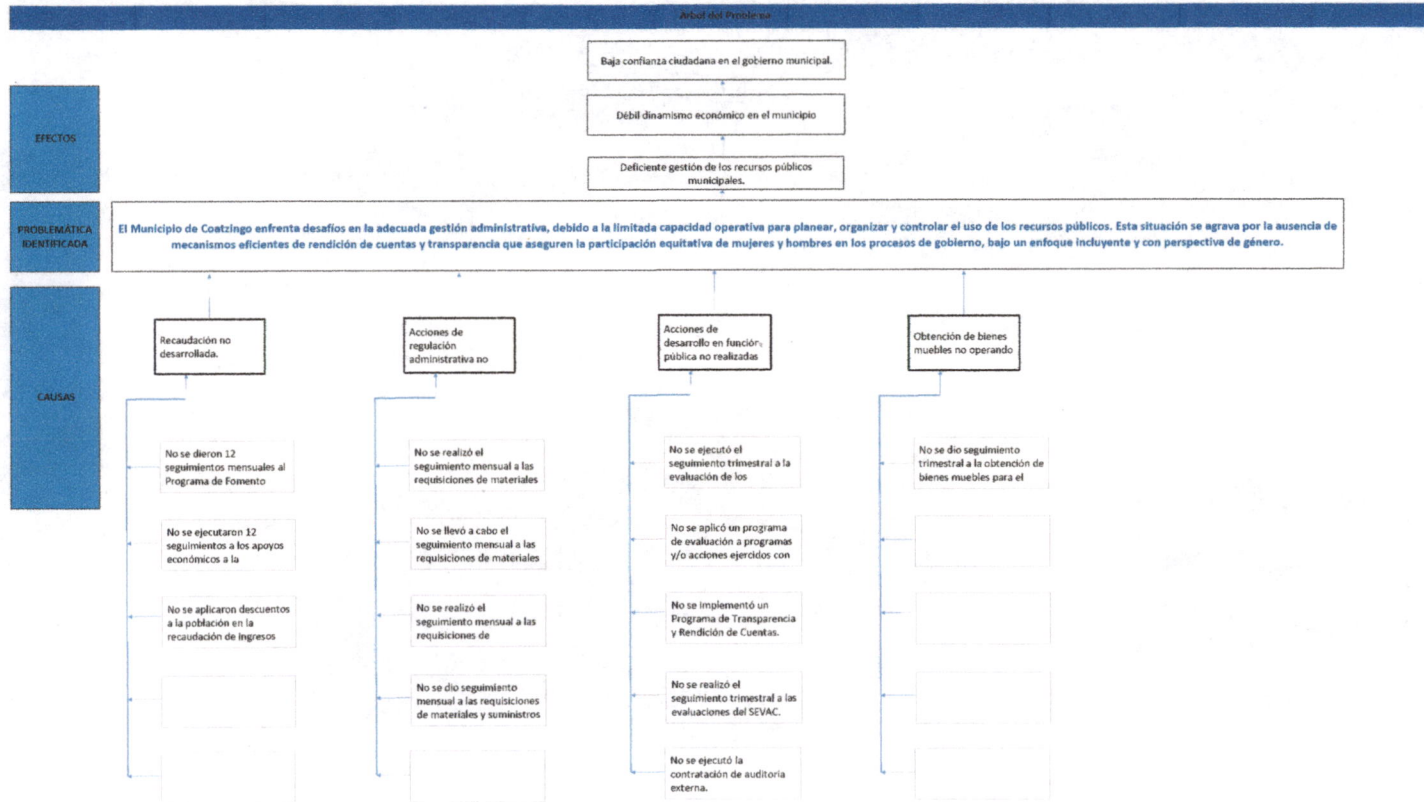 Árbol del Problema
Baja confianza ciudadana en el gobierno municipal.
EFECTOS
Débil dinamismo económico en el municipio
Deficiente gestión de los recursos públicos
municipales.
PROBLEMÁTICA
IDENTIFICADA
El Municipio de Coatzingo enfrenta desafíos en la adecuada gestión administrativa, debido a la limitada capacidad operativa para planear, organizar y controlar el uso de los recursos públicos. Esta situación se agrava por la ausencia de
mecanismos eficientes de rendición de cuentas y transparencia que aseguren la participación equitativa de mujeres y hombres en los procesos de gobierno, bajo un enfoque incluyente y con perspectiva de género.
CAUSAS
Recaudación no
desarrollada.
Acciones de
regulación
administrativa no
Acciones de
desarrollo en función
pública no realizadas
Obtención de bienes
muebles no operando
No se dieron 12
seguimientos mensuales al
Programa de Fomento
No se ejecutaron 12
seguimientos a los apoyos
económicos a la
No se aplicaron descuentos
a la población en la
recaudación de ingresos
No se realizó el
seguimiento mensual a las
requisiciones de materiales
No se llevó a cabo el
seguimiento mensual a las
requisiciones de materiales
No se realizó el
seguimiento mensual a las
requisiciones de
No se dio seguimiento
mensual a las requisiciones
de materiales y suministros
No se ejecutó el
seguimiento trimestral a la
evaluación de los
No se aplicó un programa
de evaluación a programas
y/o acciones ejercidos con
No se implementó un
Programa de Transparencia
y Rendición de Cuentas.
No se realizó el
seguimiento trimestral a las
evaluaciones del SEVAC.
No se ejecutó la
contratación de auditoría
externa.
No se dio seguimiento
trimestral a la obtención de
bienes muebles para el